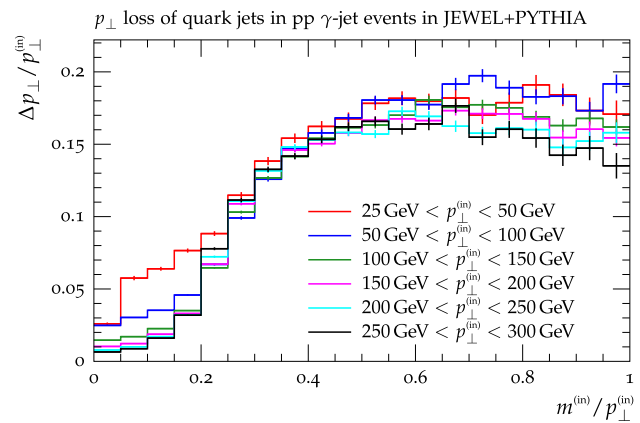 p⊥ loss of quark jets in pp γ-jet events in JEWEL+PYTHIA
Δp⊥/p⊥^(in)
0.2
0.15
0.1
0.05
0
25 GeV < p⊥^(in) < 50 GeV
50 GeV < p⊥^(in) < 100 GeV
100 GeV < p⊥^(in) < 150 GeV
150 GeV < p⊥^(in) < 200 GeV
200 GeV < p⊥^(in) < 250 GeV
250 GeV < p⊥^(in) < 300 GeV
0 0.2 0.4 0.6 0.8 1
m^(in)/p⊥^(in)